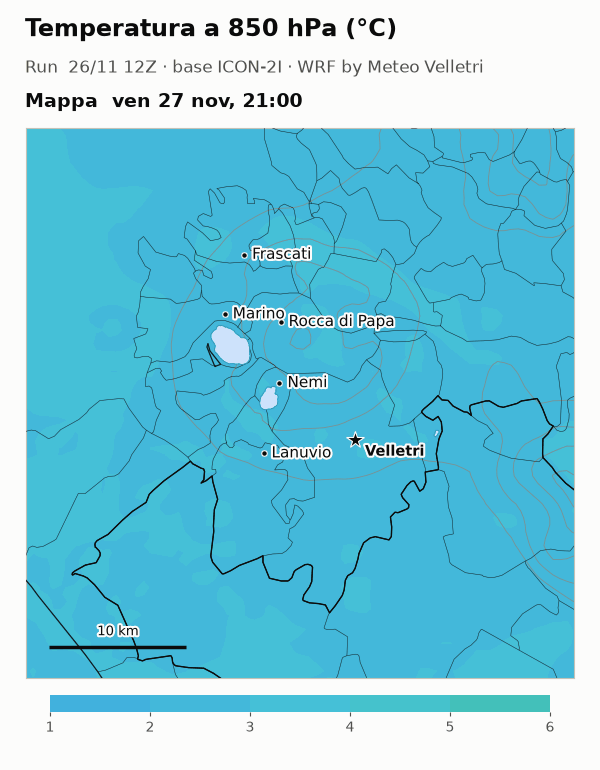 Temperatura a 850 hPa (°C)
Run  26/11 12Z · base ICON-2I · WRF by Meteo Velletri
Mappa  ven 27 nov, 21:00
Frascati
Marino
Rocca di Papa
Nemi
Velletri
Lanuvio
10 km
1 2 3 4 5 6